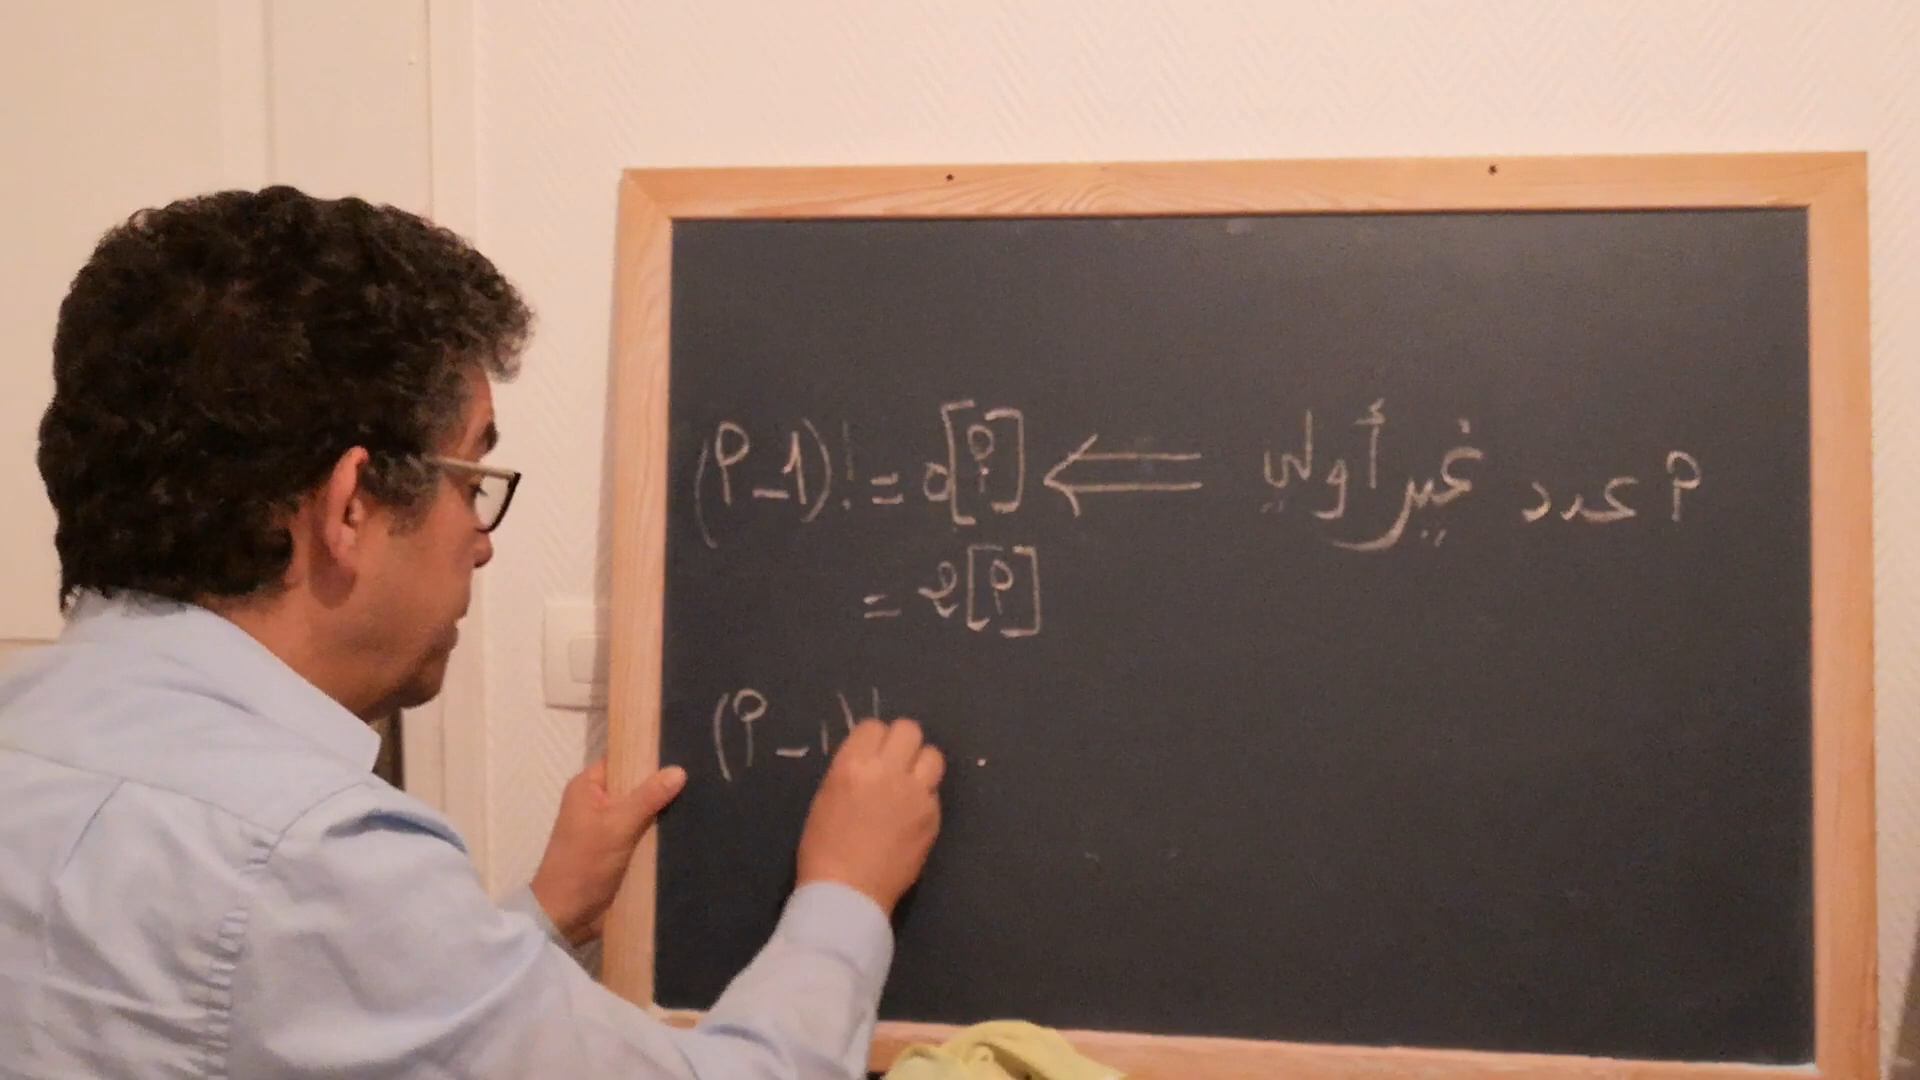 (P-1)! = 0[P] ⇐ P عدد غير أولي
= 2[P]
(P-1)!